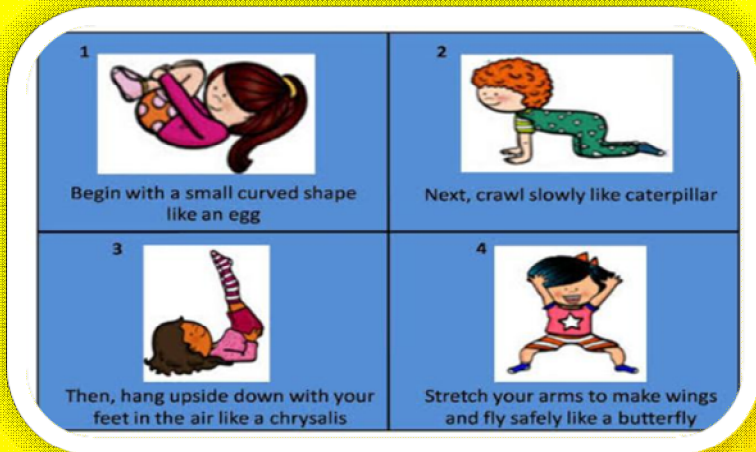 1
Begin with a small curved shape
like an egg
2
Next, crawl slowly like caterpillar
3
Then, hang upside down with your
feet in the air like a chrysalis
4
Stretch your arms to make wings
and fly safely like a butterfly